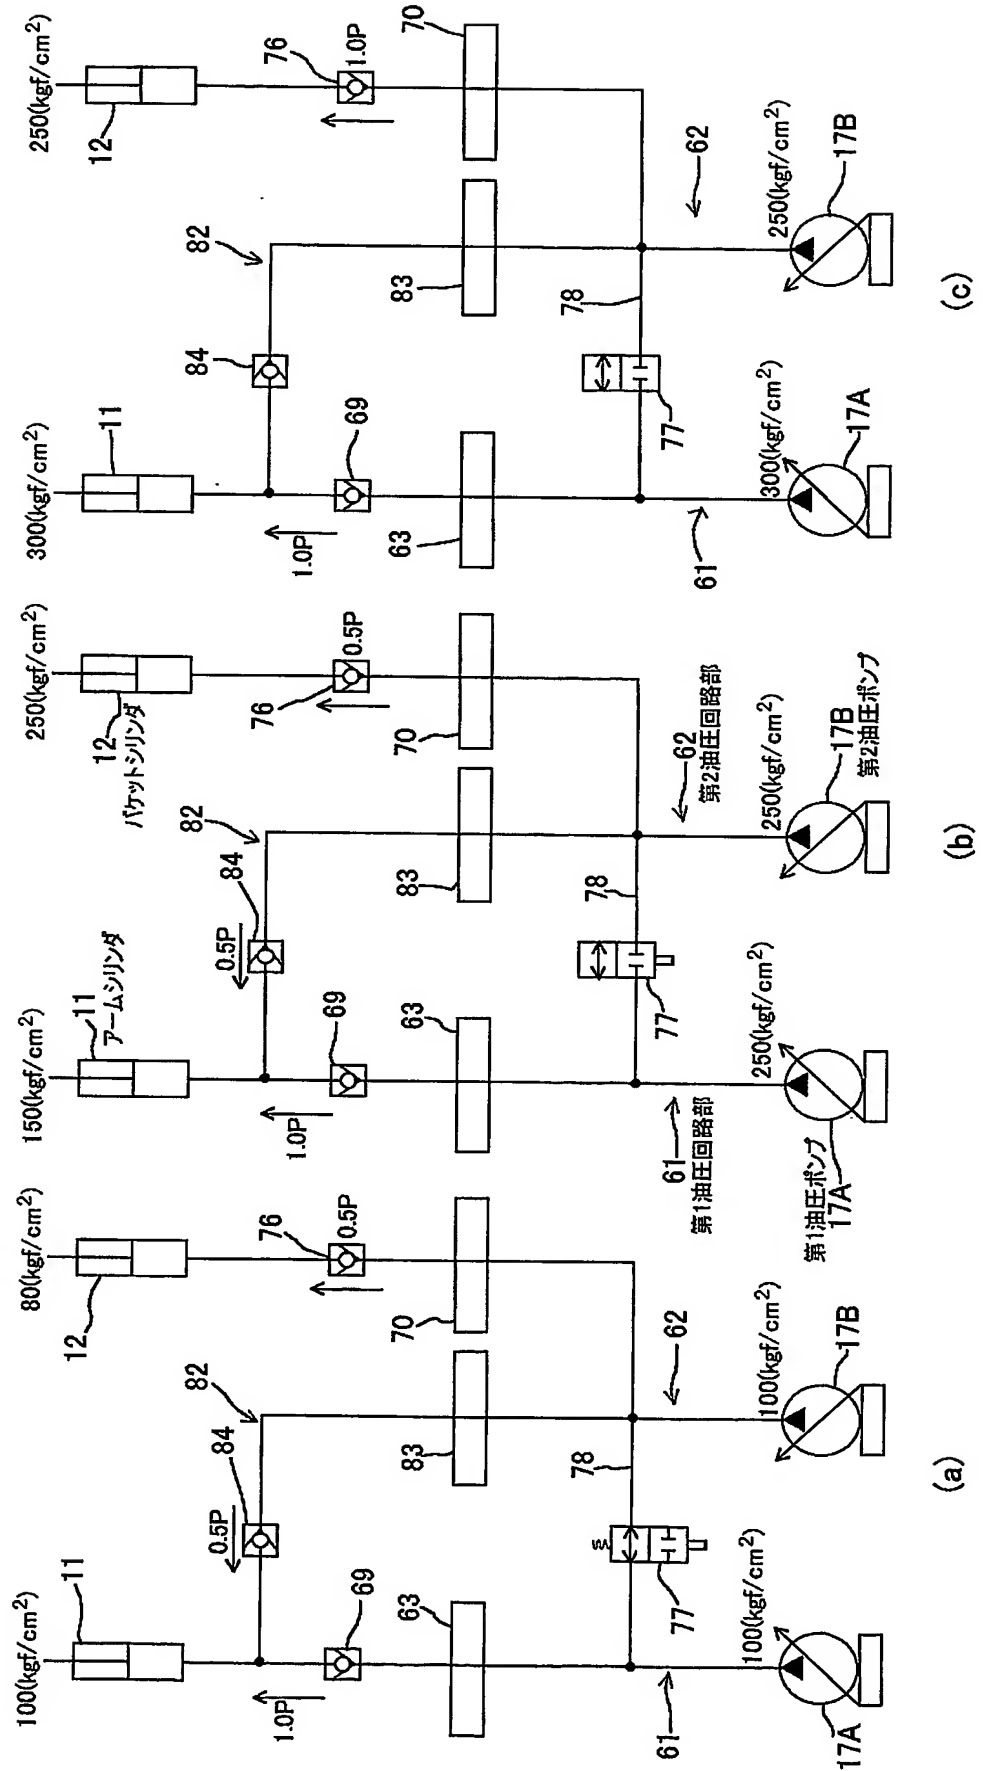 100(kgf/cm²)
11
1.0P
69
63
0.5P
84
82
83
78
77
61
100(kgf/cm²)
17A
80(kgf/cm²)
12
76
0.5P
70
62
100(kgf/cm²)
17B
(a)
150(kgf/cm²)
11
アームシリンダ
1.0P
69
63
0.5P
84
82
83
78
77
61
第1油圧回路部
250(kgf/cm²)
第1油圧ポンプ
17A
250(kgf/cm²)
12
バケットシリンダ
76
0.5P
70
62
第2油圧回路部
250(kgf/cm²)
17B
第2油圧ポンプ
(b)
300(kgf/cm²)
11
1.0P
69
63
84
82
83
78
77
61
300(kgf/cm²)
17A
250(kgf/cm²)
12
76
1.0P
70
62
250(kgf/cm²)
17B
(c)